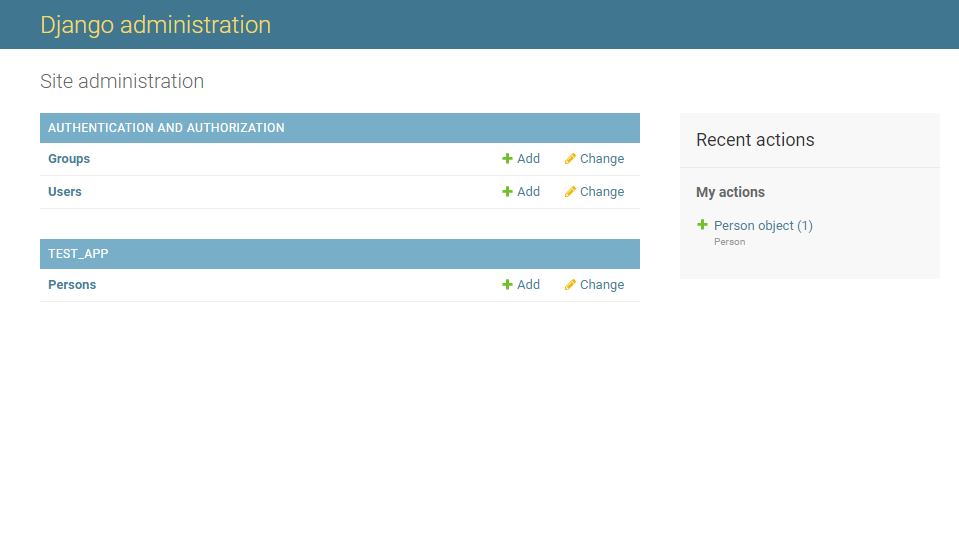 Django administration
Site administration
AUTHENTICATION AND AUTHORIZATION
Groups Add Change
Users Add Change
TEST_APP
Persons Add Change
Recent actions
My actions
Person object (1)
Person